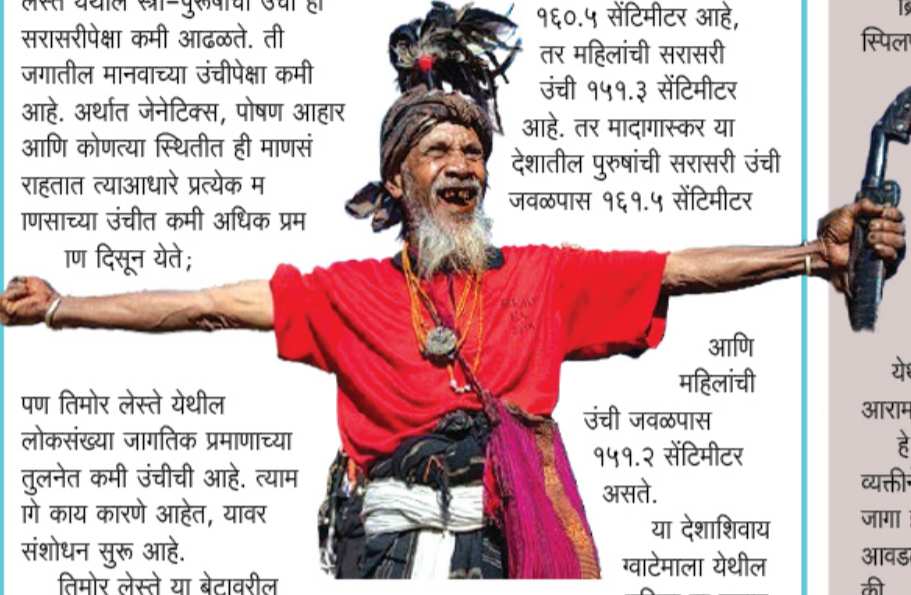 लेस्ते येथील स्त्री-पुरूषांची उंची ही
सरासरीपेक्षा कमी आढळते. ती
जगातील मानवाच्या उंचीपेक्षा कमी
आहे. अर्थात जेनेटिक्स, पोषण आहार
आणि कोणत्या स्थितीत ही माणसं
राहतात त्याआधारे प्रत्येक म
ाणसाच्या उंचीत कमी अधिक प्रम
ाण दिसून येते;
पण तिमोर लेस्ते येथील
लोकसंख्या जागतिक प्रमाणाच्या
तुलनेत कमी उंचीची आहे. त्याम
ागे काय कारणे आहेत, यावर
संशोधन सुरू आहे.
तिमोर लेस्ते या बेटावरील
१६०.५ सेंटिमीटर आहे,
तर महिलांची सरासरी
उंची १५१.३ सेंटिमीटर
आहे. तर मादागास्कर या
देशातील पुरुषांची सरासरी उंची
जवळपास १६१.५ सेंटिमीटर
आणि
महिलांची
उंची जवळपास
१५१.२ सेंटिमीटर
असते.
या देशाशिवाय
ग्वाटेमाला येथील
आराम
हे
जागा
की